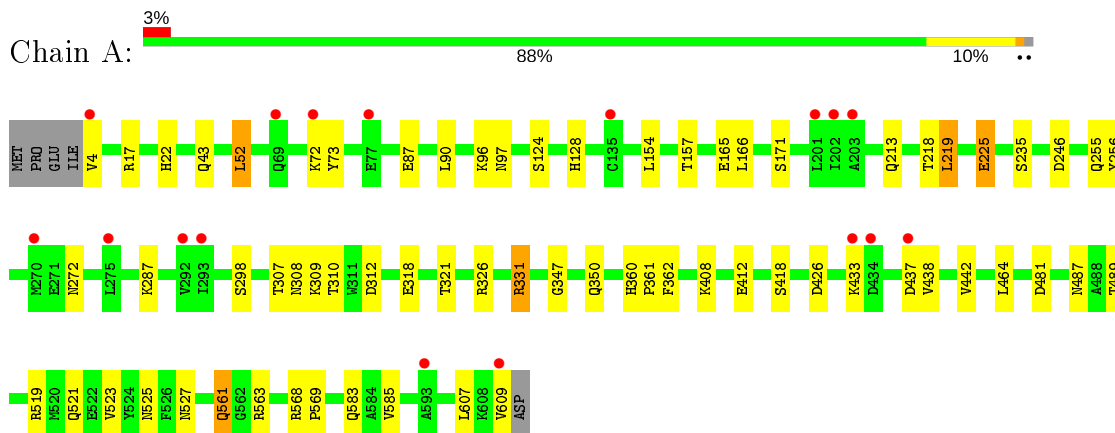 3%
Chain A:
88% 10% ••
MET PRO GLU ILE V4 R17 H22 Q43 L52 Q69 K72 Y73 E77 E87 L90 K96 N97 S124 H128 C135 L154 T157 E165 L166 S171 L201 I202 A203 Q213 T218 L219 E225 S235 D246 Q255 Y256
M270 E271 N272 L275 K287 V292 I293 S298 T307 N308 K309 T310 W311 D312 E318 T321 R326 R331 G347 Q350 H360 P361 F362 K408 E412 S418 D426 K433 D434 D437 V438 V442 L464 D481 N487 A488 T489
R519 M520 Q521 E522 V523 Y524 N525 F526 N527 Q561 G562 R563 R568 P569 Q583 A584 V585 A593 L607 K608 V609 ASP